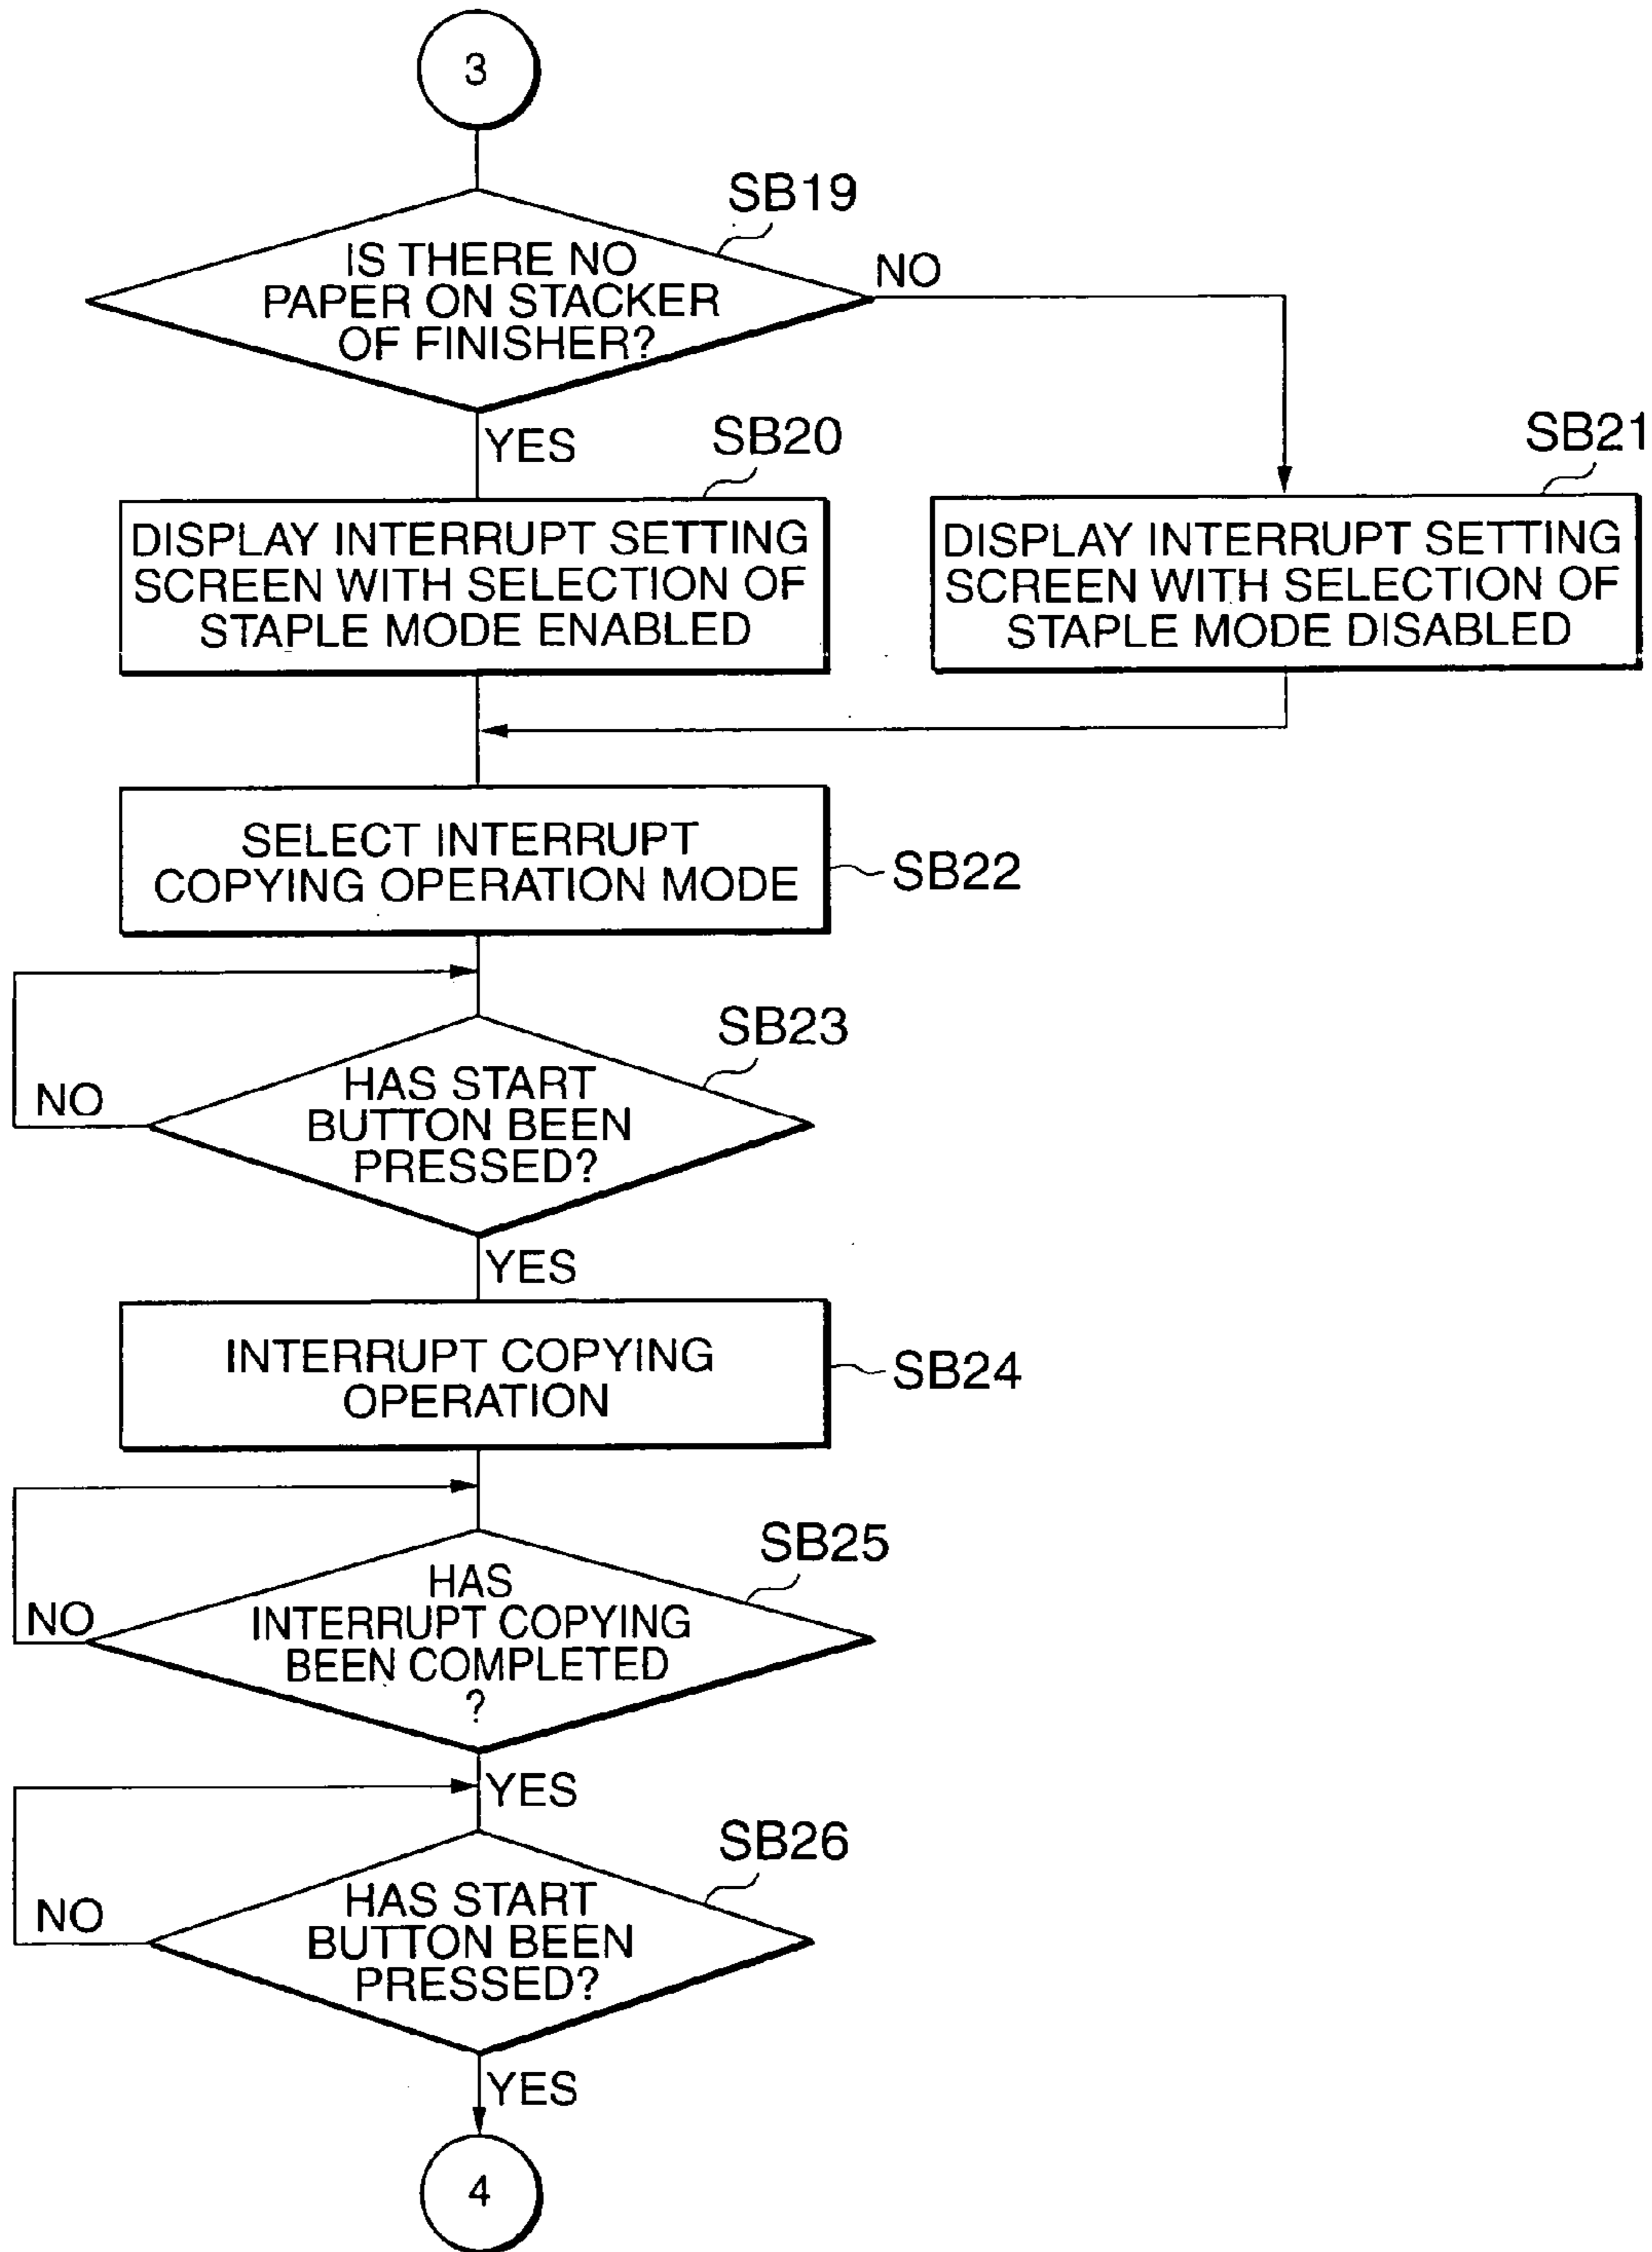 3
SB19
IS THERE NO
PAPER ON STACKER
OF FINISHER?
NO
YES
SB20
DISPLAY INTERRUPT SETTING
SCREEN WITH SELECTION OF
STAPLE MODE ENABLED
SB21
DISPLAY INTERRUPT SETTING
SCREEN WITH SELECTION OF
STAPLE MODE DISABLED
SELECT INTERRUPT
COPYING OPERATION MODE
SB22
SB23
HAS START
BUTTON BEEN
PRESSED?
NO
YES
INTERRUPT COPYING
OPERATION
SB24
SB25
HAS
INTERRUPT COPYING
BEEN COMPLETED
?
NO
YES
SB26
HAS START
BUTTON BEEN
PRESSED?
NO
YES
4